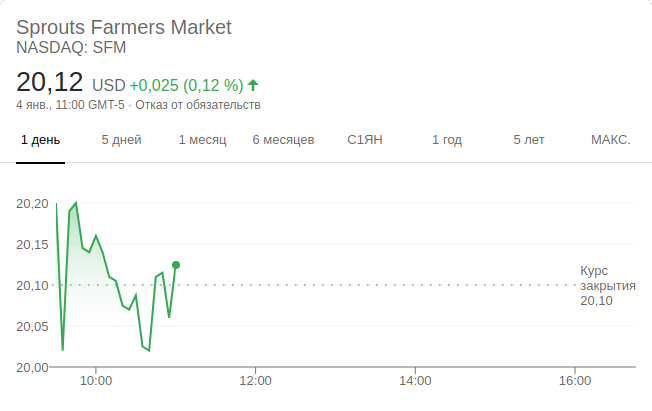 Sprouts Farmers Market
NASDAQ: SFM
20,12 USD +0,025 (0,12 %)
4 янв., 11:00 GMT-5 · Отказ от обязательств
1 день 5 дней 1 месяц 6 месяцев С1ЯН 1 год 5 лет МАКС.
20,20
20,15
20,10
20,05
20,00
Курс
закрытия
20,10
10:00 12:00 14:00 16:00